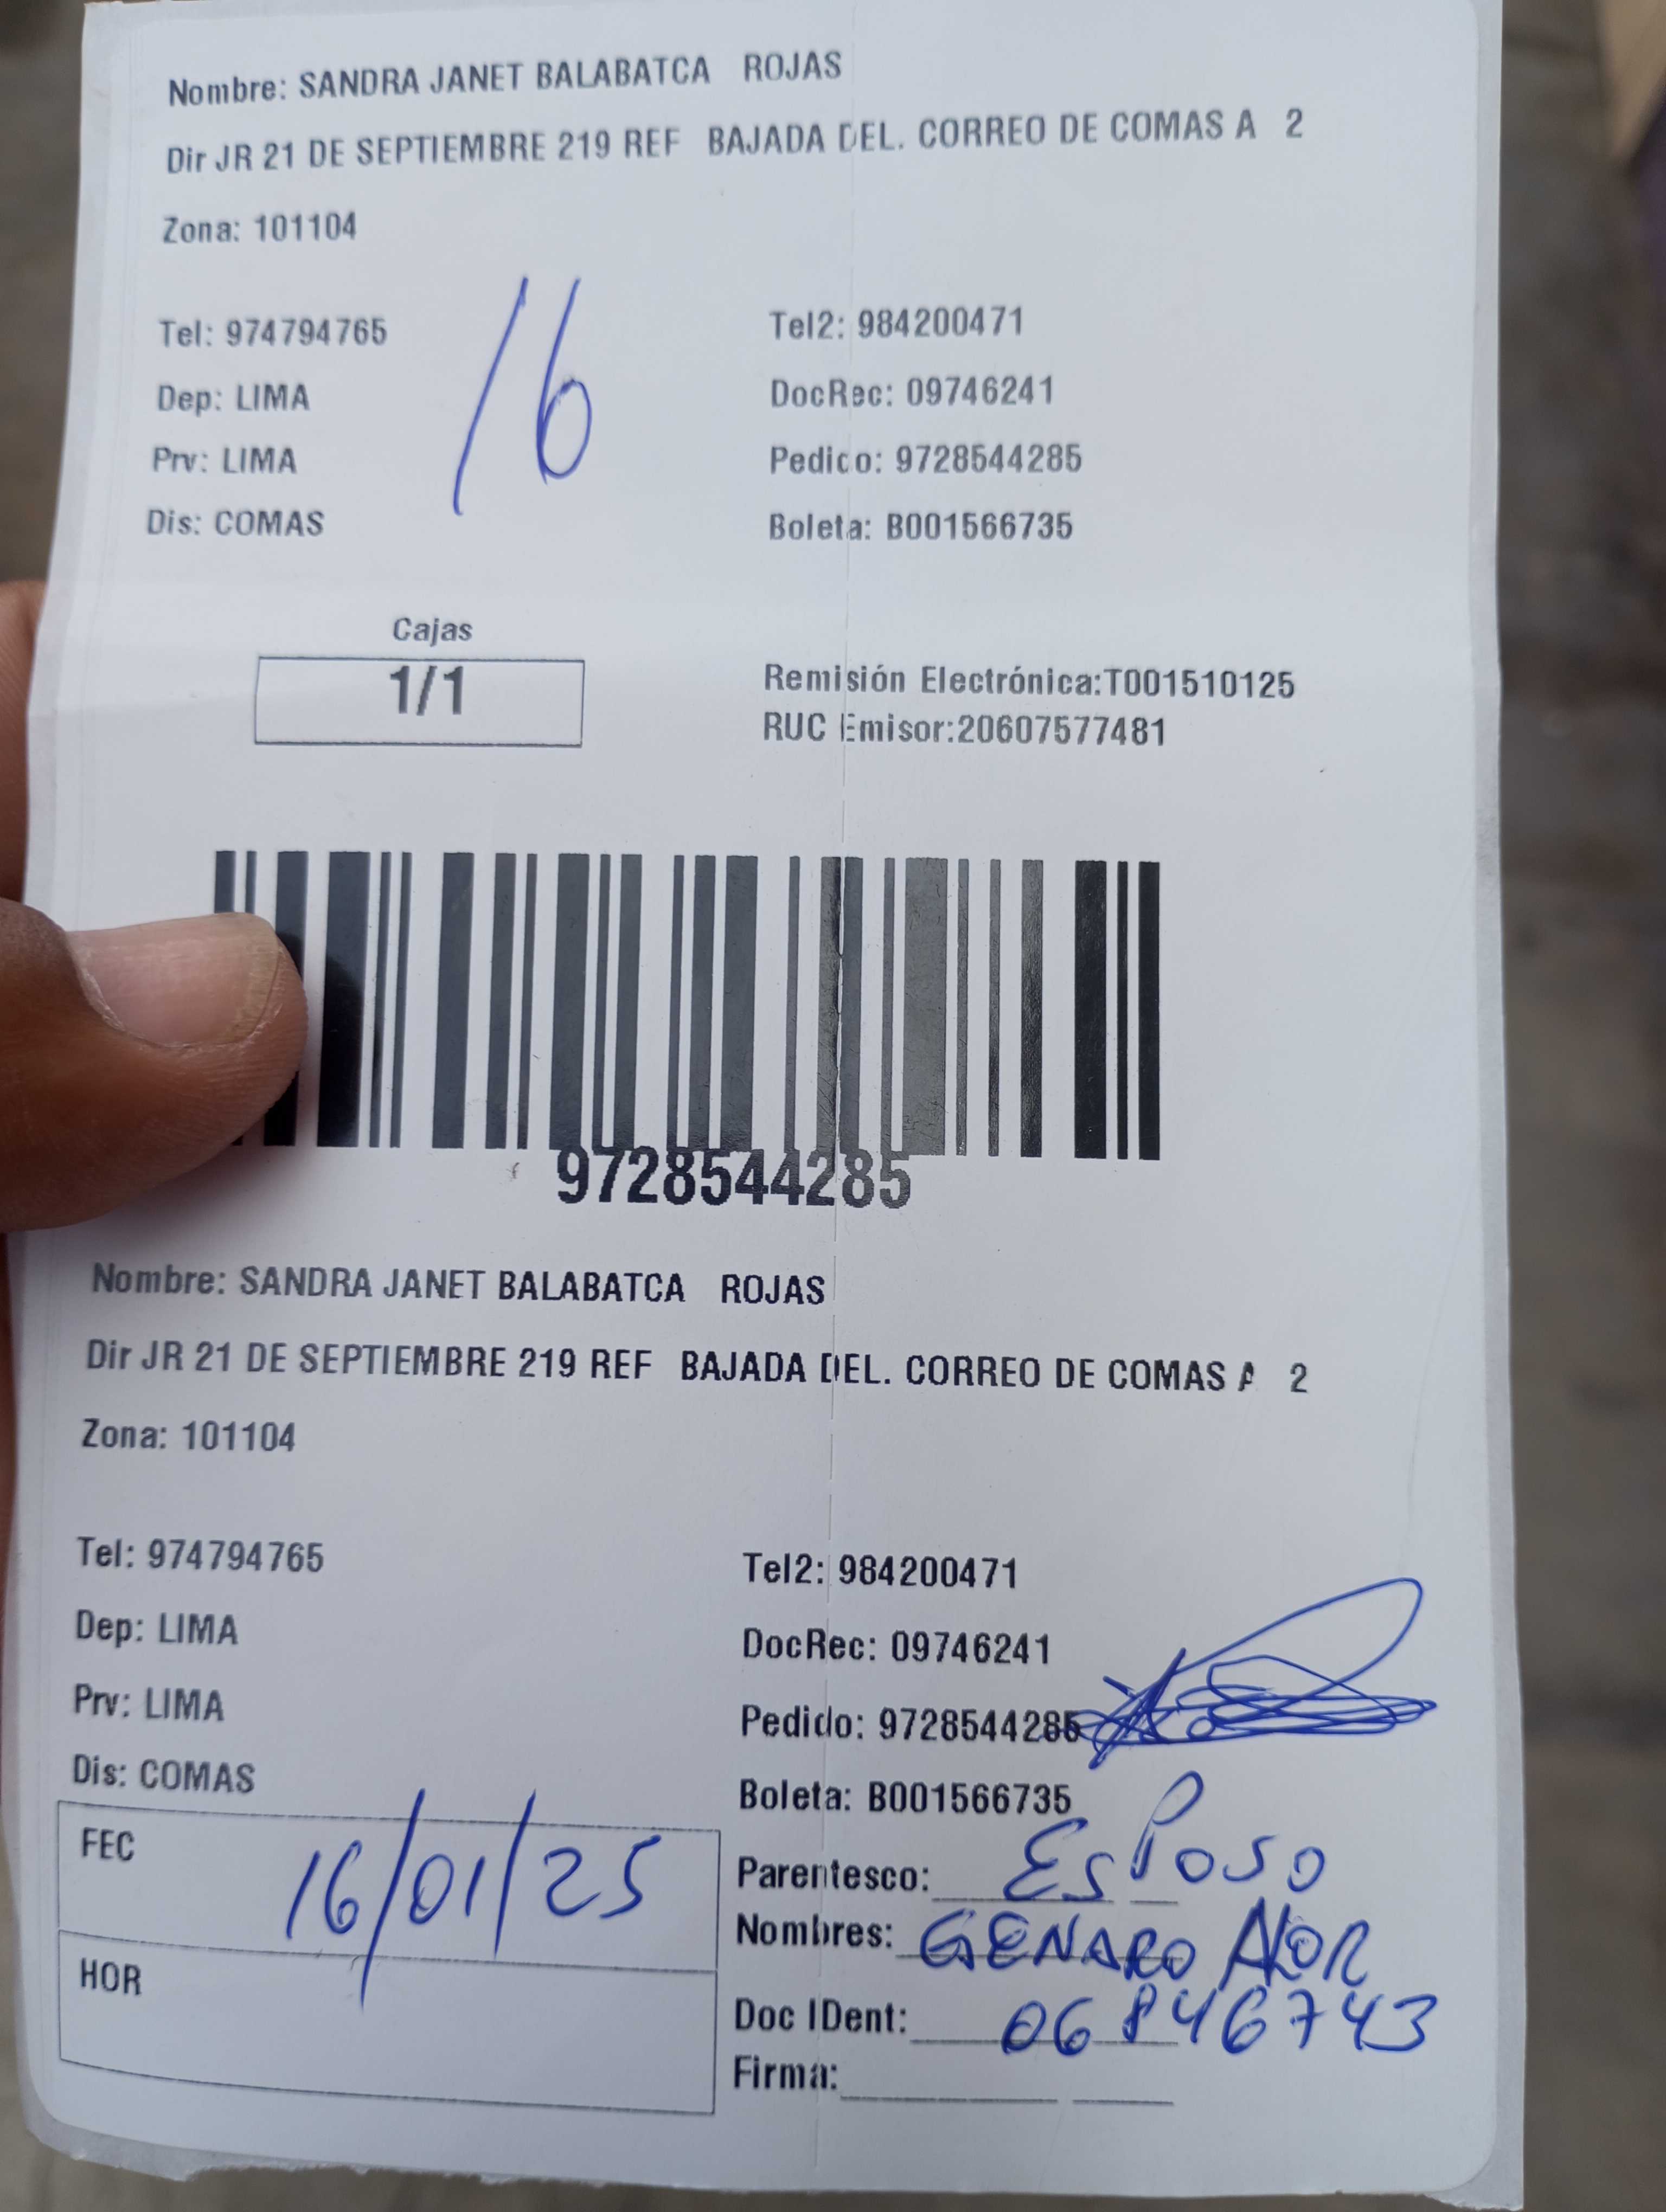 Nombre: SANDRA JANET BALABATCA ROJAS
Dir JR 21 DE SEPTIEMBRE 219 REF BAJADA DEL. CORREO DE COMAS A 2
Zona: 101104
Tel: 974794765 Tel2: 984200471
Dep: LIMA DocRec: 09746241
Prv: LIMA Pedido: 9728544285
Dis: COMAS Boleta: B001566735
16
Cajas
1/1
Remisión Electrónica:T001510125
RUC Emisor:20607577481
9728544285
Nombre: SANDRA JANET BALABATCA ROJAS
Dir JR 21 DE SEPTIEMBRE 219 REF BAJADA DEL. CORREO DE COMAS A 2
Zona: 101104
Tel: 974794765 Tel2: 984200471
Dep: LIMA DocRec: 09746241
Prv: LIMA Pedido: 9728544285
Dis: COMAS Boleta: B001566735
FEC 16/01/25
HOR
Parentesco: Esposo
Nombres: GENARO ALOR
Doc IDent: 06846743
Firma: